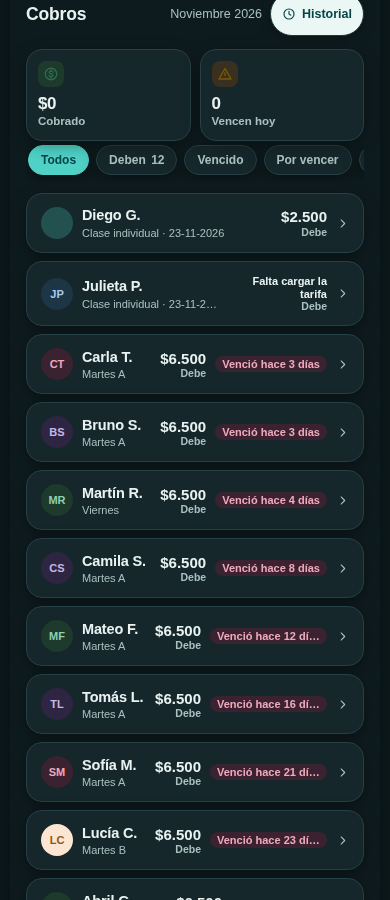 Cobros
Noviembre 2026
Historial
$0
Cobrado
0
Vencen hoy
Todos
Deben 12
Vencido
Por vencer
Diego G.
Clase individual · 23-11-2026
$2.500
Debe
JP
Julieta P.
Clase individual · 23-11-2…
Falta cargar la
tarifa
Debe
CT
Carla T.
Martes A
$6.500
Debe
Venció hace 3 días
BS
Bruno S.
Martes A
$6.500
Debe
Venció hace 3 días
MR
Martín R.
Viernes
$6.500
Debe
Venció hace 4 días
CS
Camila S.
Martes A
$6.500
Debe
Venció hace 8 días
MF
Mateo F.
Martes A
$6.500
Debe
Venció hace 12 dí…
TL
Tomás L.
Martes A
$6.500
Debe
Venció hace 16 dí…
SM
Sofía M.
Martes A
$6.500
Debe
Venció hace 21 dí…
LC
Lucía C.
Martes B
$6.500
Debe
Venció hace 23 dí…